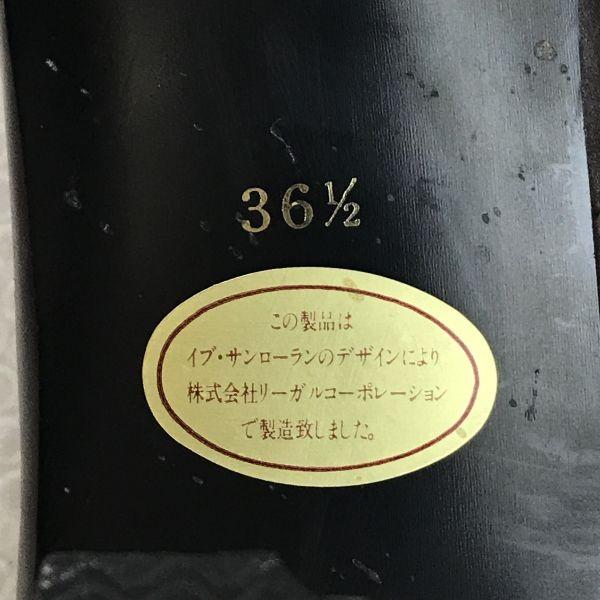 36½
この製品は
イブ・サンローランのデザインにより
株式会社リーガルコーポレーション
で製造致しました。